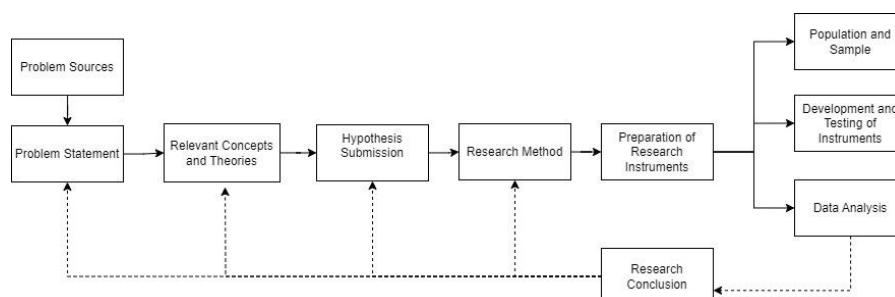 Problem Sources
Problem Statement
Relevant Concepts
and Theories
Hypothesis
Submission
Research Method
Preparation of
Research
Instruments
Population and
Sample
Development and
Testing of
Instruments
Data Analysis
Research
Conclusion